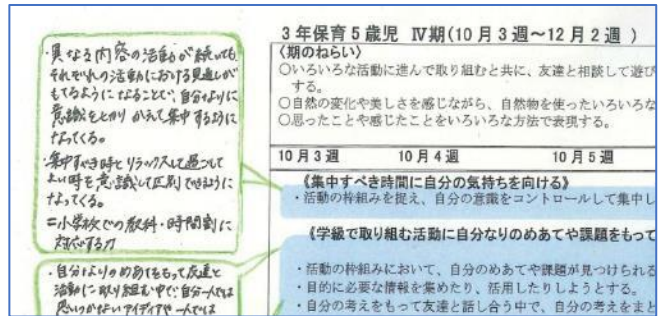 ・異なる内容の活動が続いても
それぞれの活動における見通しが
もてるようになることで、自分なりに
意識をとり かえて集中するように
なってくる。
・集中すべき時とリラックスして過ごして
よい時を意識して区別できるように
なってくる。
=小学校での教科・時間割に
対応する力
・自分なりのめあてをもって友達と
活動に取り組む中で、自分一人では
思いつかないアイディアや 一人では
3年保育5歳児 Ⅳ期(10月3週~12月2週 )
〈期のねらい〉
○いろいろな活動に進んで取り組むと共に、友達と相談して遊び
する。
○自然の変化や美しさを感じながら、自然物を使ったいろいろな
○思ったことや感じたことをいろいろな方法で表現する。
10月3週 10月4週 10月5週
《集中すべき時間に自分の気持ちを向ける》
・活動の枠組みを捉え、自分の意識をコントロールして集中し
《学級で取り組む活動に自分なりのめあてや課題をもって
・活動の枠組みにおいて、自分のめあてや課題が見つけられる
・目的に必要な情報を集めたり、活用したりしようとする。
・自分の考えをもって友達と話し合う中で、自分の考えをまと